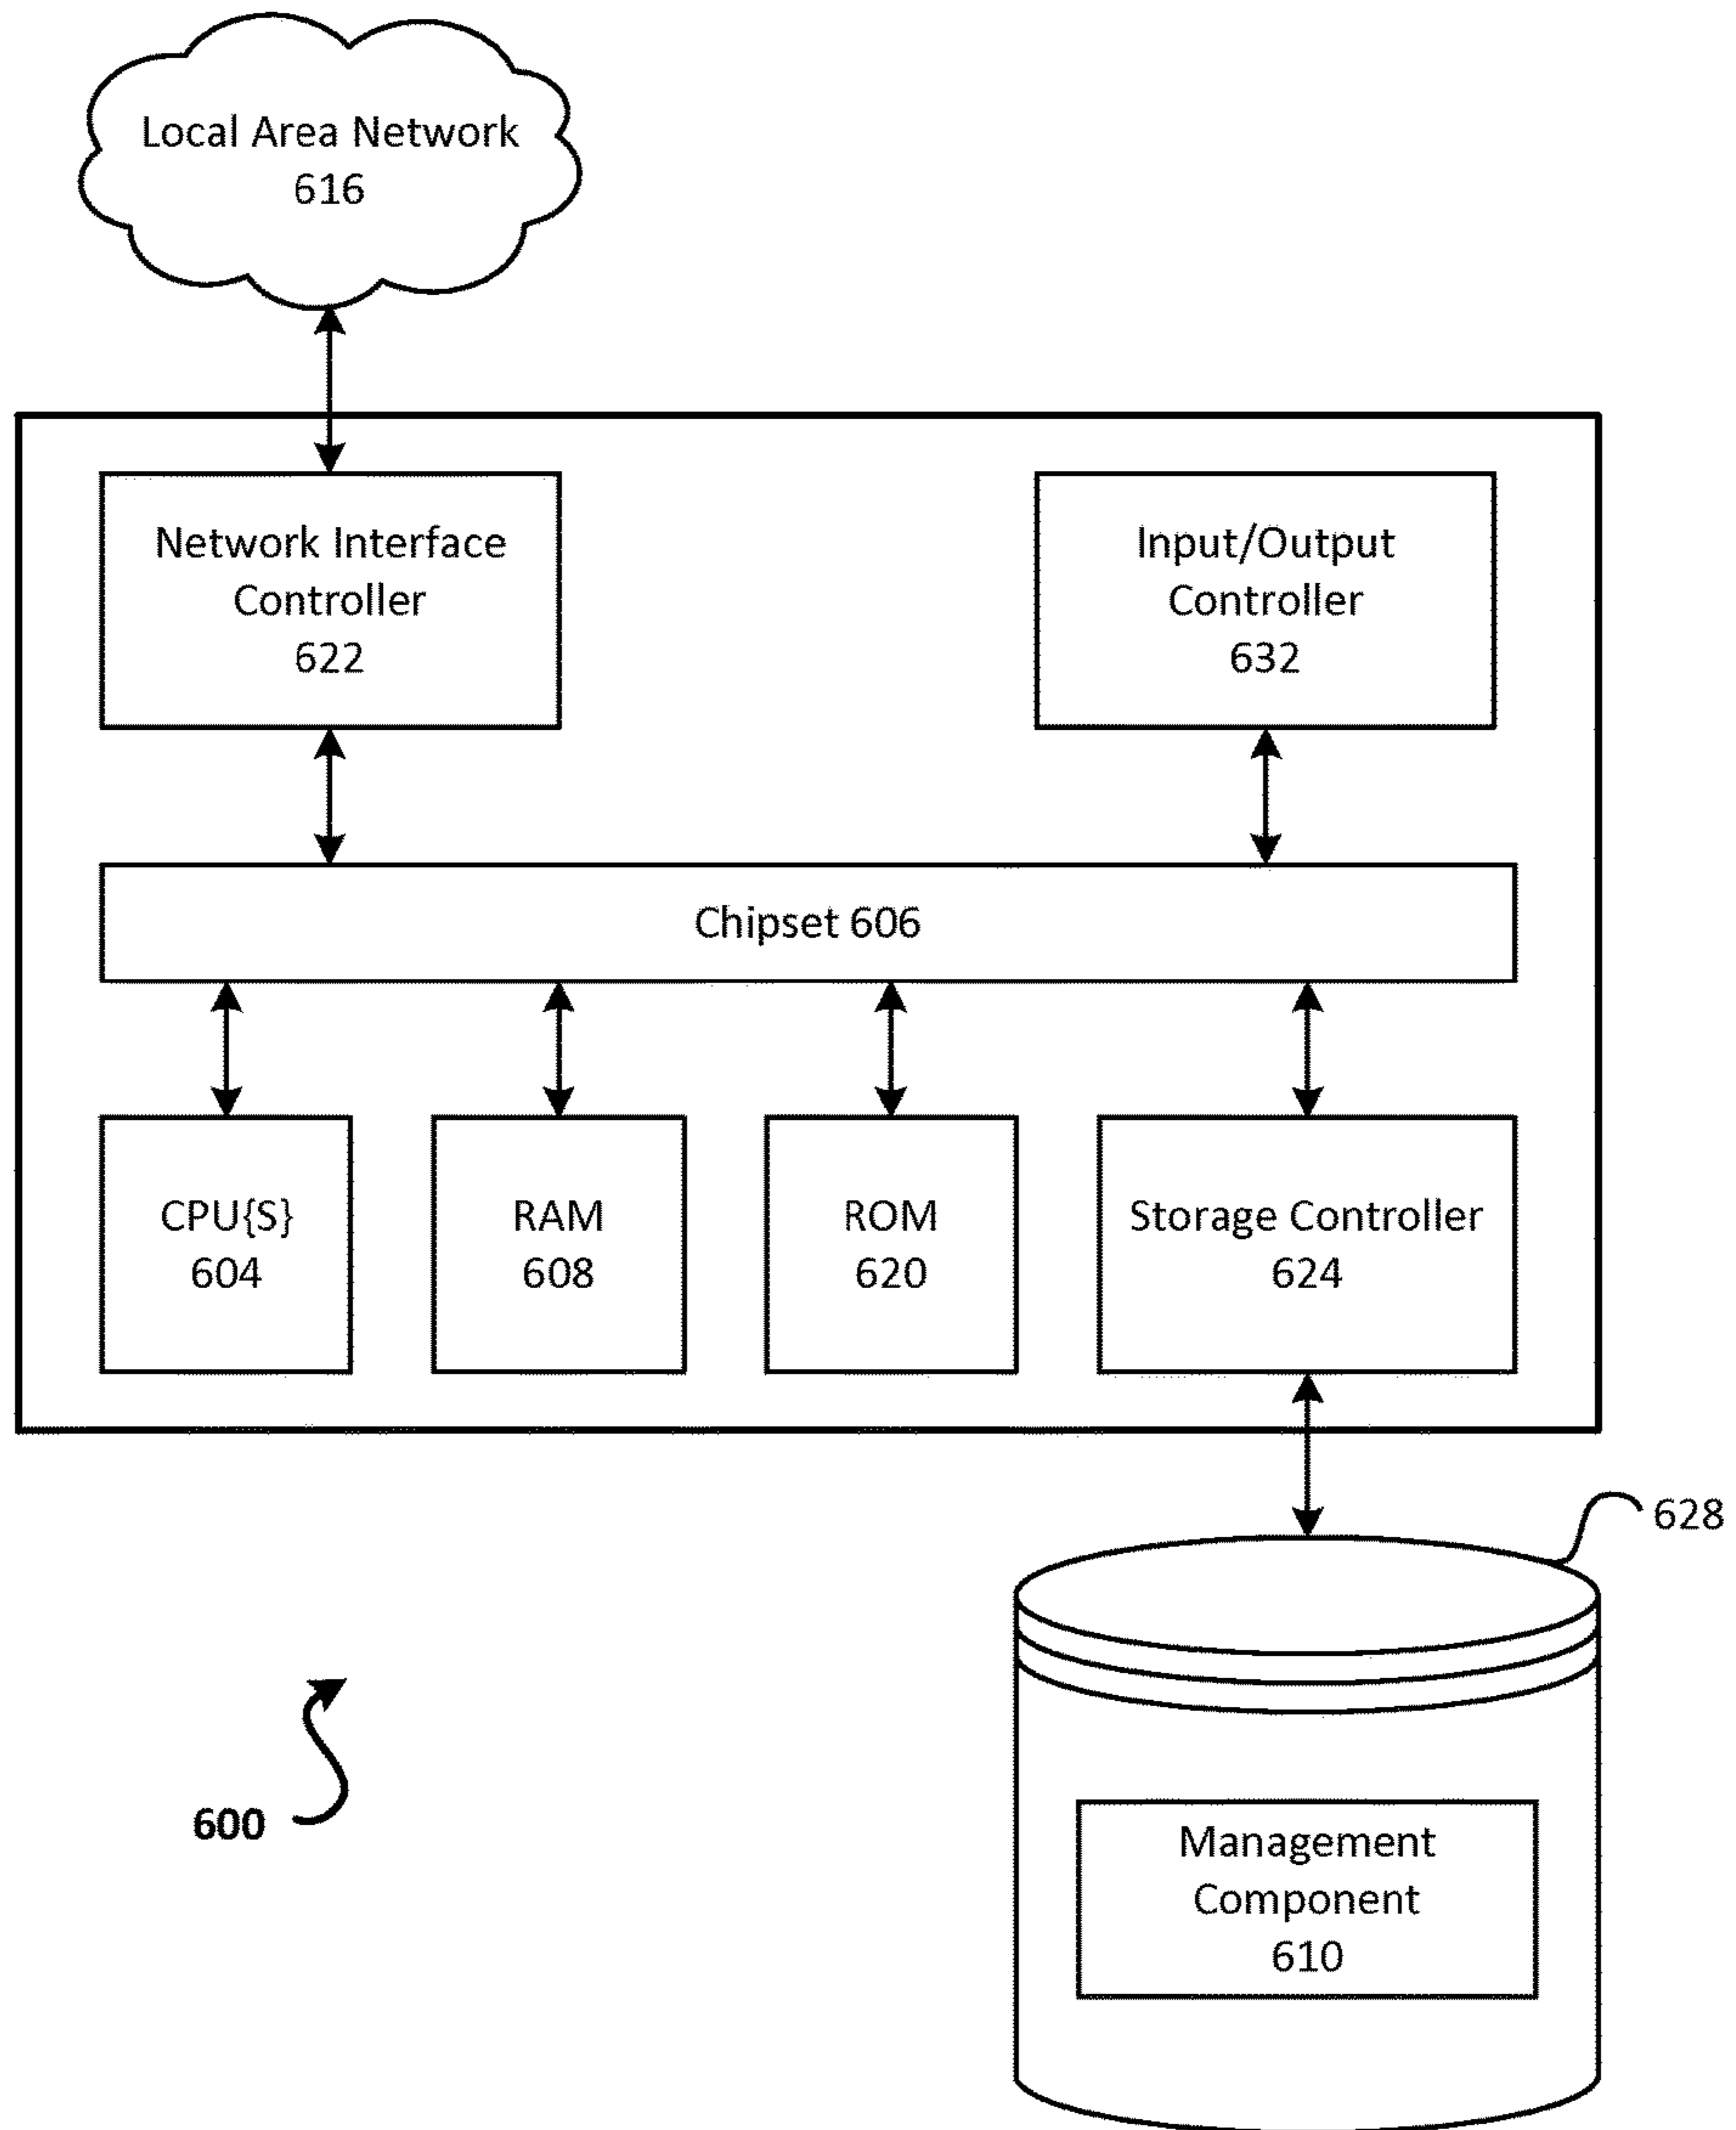 Local Area Network
616
Network Interface
Controller
622
Input/Output
Controller
632
Chipset 606
CPU{S}
604
RAM
608
ROM
620
Storage Controller
624
628
600
Management
Component
610